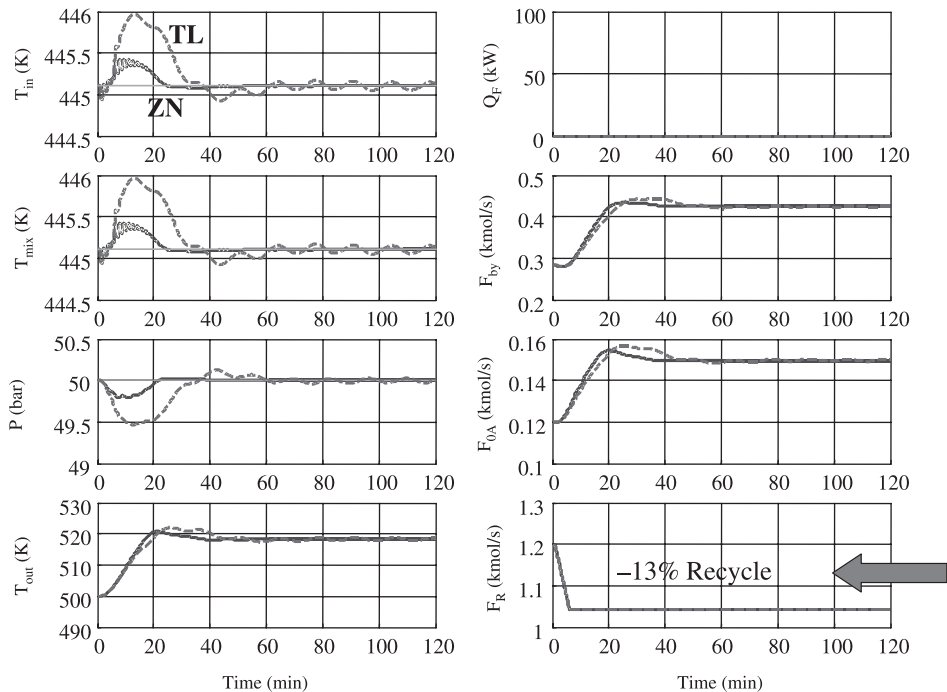 446
445.5
445
444.5
T_in (K)
TL
ZN
0 20 40 60 80 100 120
100
50
0
Q_F (kW)
0 20 40 60 80 100 120
446
445.5
445
444.5
T_mix (K)
0 20 40 60 80 100 120
0.5
0.4
0.3
0.2
F_by (kmol/s)
0 20 40 60 80 100 120
50.5
50
49.5
49
P (bar)
0 20 40 60 80 100 120
0.16
0.14
0.12
0.1
F_0A (kmol/s)
0 20 40 60 80 100 120
530
520
510
500
490
T_out (K)
0 20 40 60 80 100 120
Time (min)
1.3
1.2
1.1
1
F_R (kmol/s)
–13% Recycle
0 20 40 60 80 100 120
Time (min)